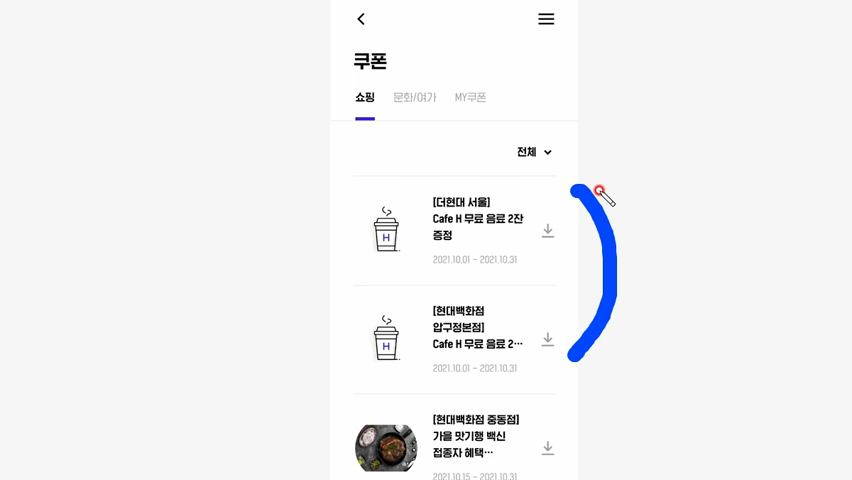 쿠폰
쇼핑 문화/여가 MY쿠폰
전체
[더현대 서울]
Cafe H 무료 음료 2잔
증정
2021.10.01 - 2021.10.31
H
[현대백화점
압구정본점]
Cafe H 무료 음료 2…
2021.10.01 - 2021.10.31
H
[현대백화점 중동점]
가을 맛기행 백신
접종자 혜택…
2021.10.15 - 2021.10.31